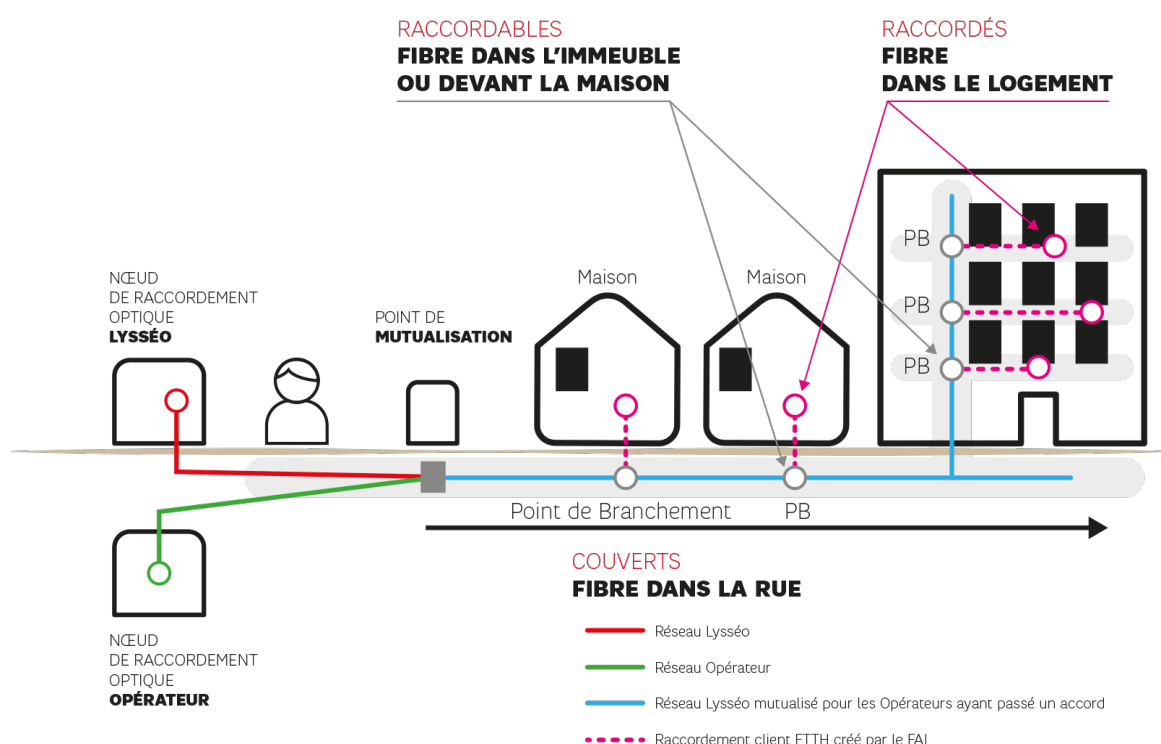 RACCORDABLES
FIBRE DANS L'IMMEUBLE
OU DEVANT LA MAISON
RACCORDÉS
FIBRE
DANS LE LOGEMENT
PB
PB
PB
Maison
Maison
NŒUD
DE RACCORDEMENT
OPTIQUE
LYSSÉO
POINT DE
MUTUALISATION
Point de Branchement
PB
COUVERTS
FIBRE DANS LA RUE
NŒUD
DE RACCORDEMENT
OPTIQUE
OPÉRATEUR
Réseau Lysséo
Réseau Opérateur
Réseau Lysséo mutualisé pour les Opérateurs ayant passé un accord
Raccordement client FTTH créé par le FAI